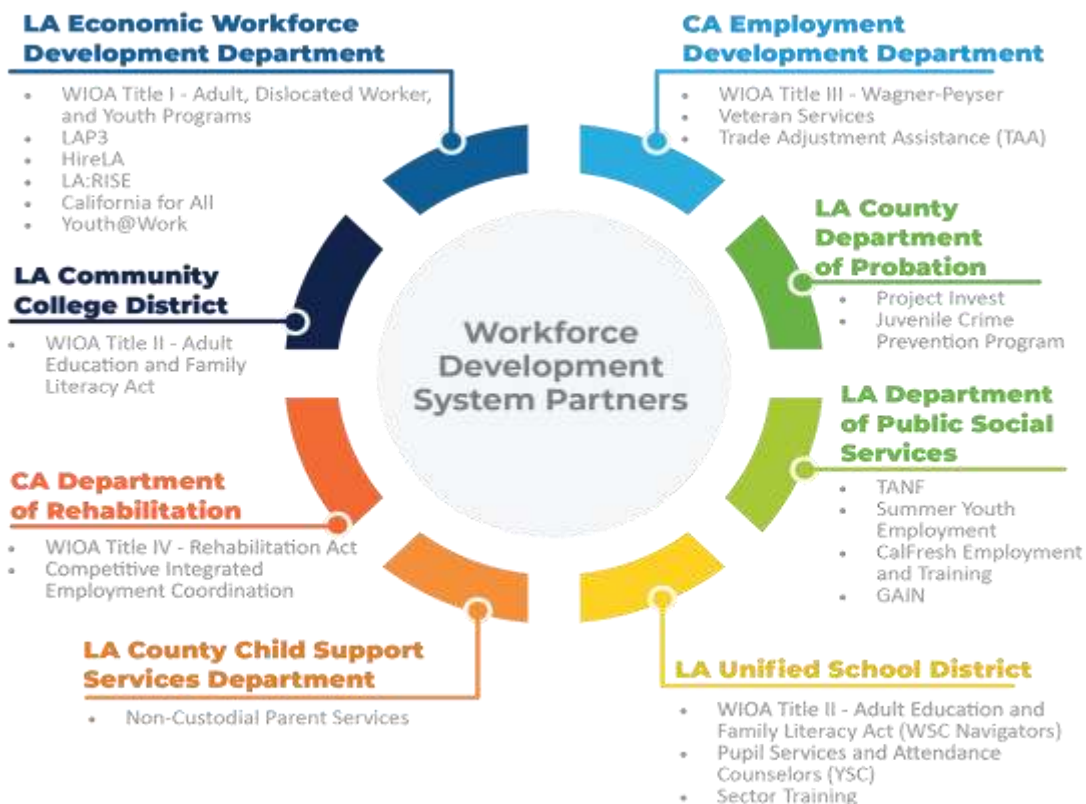 LA Economic Workforce
Development Department
• WIOA Title I - Adult, Dislocated Worker,
and Youth Programs
• LAP3
• HireLA
• LA:RISE
• California for All
• Youth@Work
CA Employment
Development Department
• WIOA Title III - Wagner-Peyser
• Veteran Services
• Trade Adjustment Assistance (TAA)
LA County
Department
of Probation
• Project Invest
• Juvenile Crime
Prevention Program
LA Community
College District
• WIOA Title II - Adult
Education and Family
Literacy Act
Workforce
Development
System Partners
LA Department
of Public Social
Services
• TANF
• Summer Youth
Employment
• CalFresh Employment
and Training
• GAIN
CA Department
of Rehabilitation
• WIOA Title IV - Rehabilitation Act
• Competitive Integrated
Employment Coordination
LA County Child Support
Services Department
• Non-Custodial Parent Services
LA Unified School District
• WIOA Title II - Adult Education and
Family Literacy Act (WSC Navigators)
• Pupil Services and Attendance
Counselors (YSC)
• Sector Training